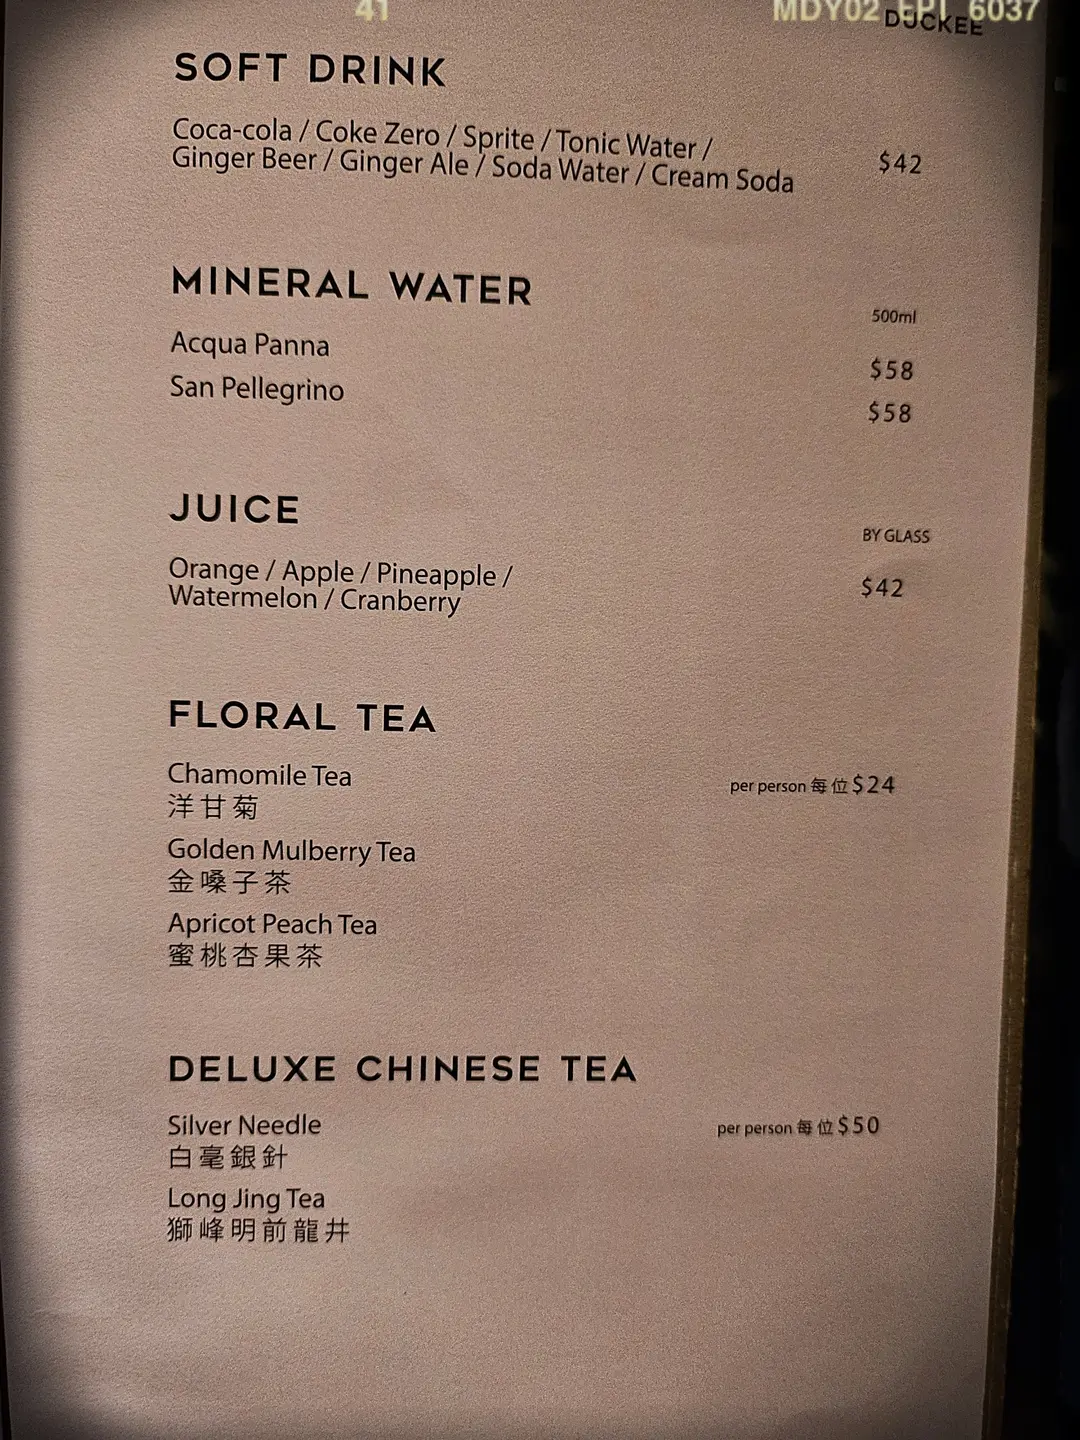 41
MDY02 EPI_6037
DUCKEE
SOFT DRINK
Coca-cola / Coke Zero / Sprite / Tonic Water /
Ginger Beer / Ginger Ale / Soda Water / Cream Soda
$42
MINERAL WATER
500ml
Acqua Panna
$58
San Pellegrino
$58
JUICE
BY GLASS
Orange / Apple / Pineapple /
Watermelon / Cranberry
$42
FLORAL TEA
Chamomile Tea
per person 每位 $24
洋甘菊
Golden Mulberry Tea
金嗓子茶
Apricot Peach Tea
蜜桃杏果茶
DELUXE CHINESE TEA
Silver Needle
per person 每位 $50
白毫銀針
Long Jing Tea
獅峰明前龍井